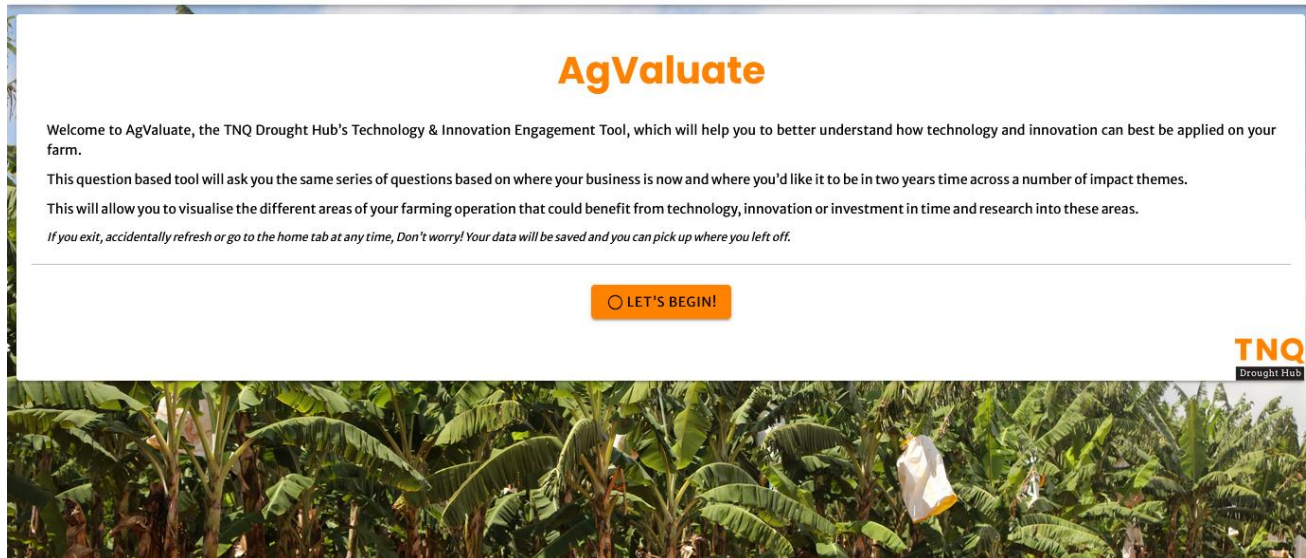 AgValuate
Welcome to AgValuate, the TNQ Drought Hub's Technology & Innovation Engagement Tool, which will help you to better understand how technology and innovation can best be applied on your
farm.
This question based tool will ask you the same series of questions based on where your business is now and where you'd like it to be in two years time across a number of impact themes.
This will allow you to visualise the different areas of your farming operation that could benefit from technology, innovation or investment in time and research into these areas.
If you exit, accidentally refresh or go to the home tab at any time, Don't worry! Your data will be saved and you can pick up where you left off.
LET'S BEGIN!
TNQ
Drought Hub